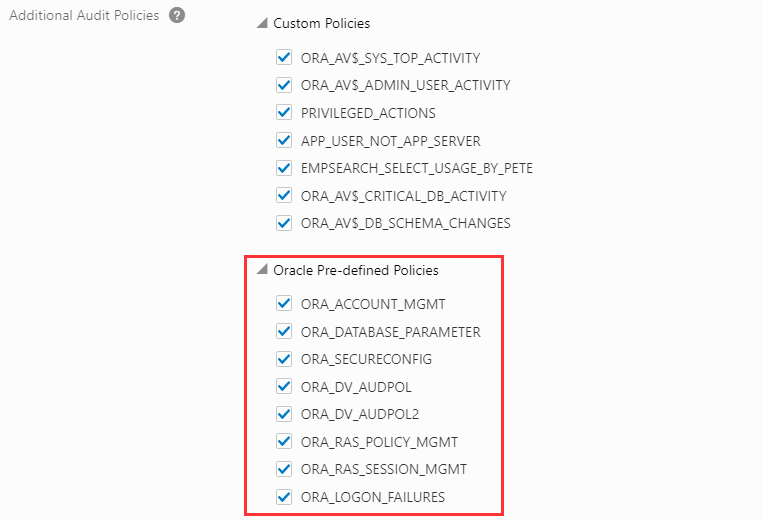 Additional Audit Policies ?
Custom Policies
ORA_AV$_SYS_TOP_ACTIVITY
ORA_AV$_ADMIN_USER_ACTIVITY
PRIVILEGED_ACTIONS
APP_USER_NOT_APP_SERVER
EMPSEARCH_SELECT_USAGE_BY_PETE
ORA_AV$_CRITICAL_DB_ACTIVITY
ORA_AV$_DB_SCHEMA_CHANGES
Oracle Pre-defined Policies
ORA_ACCOUNT_MGMT
ORA_DATABASE_PARAMETER
ORA_SECURECONFIG
ORA_DV_AUDPOL
ORA_DV_AUDPOL2
ORA_RAS_POLICY_MGMT
ORA_RAS_SESSION_MGMT
ORA_LOGON_FAILURES